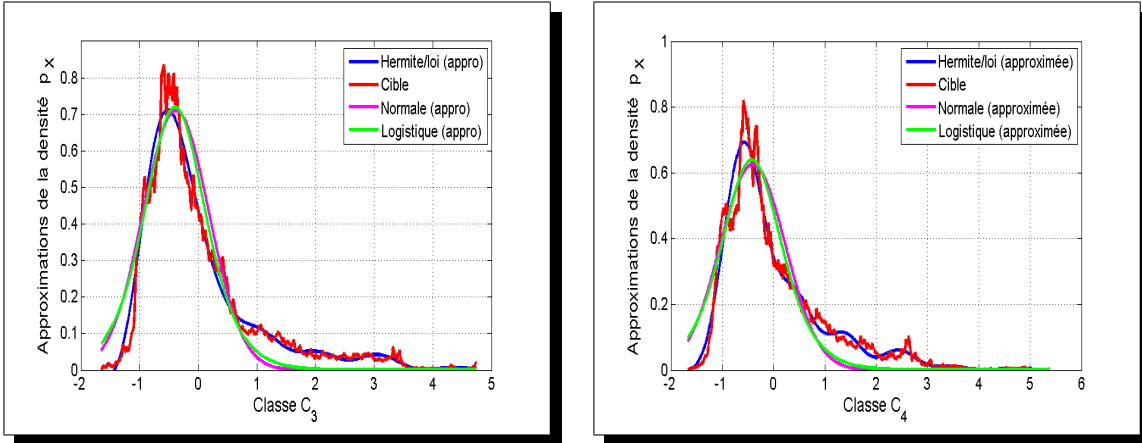 Approximations de la densité p x
0.8
0.7
0.6
0.5
0.4
0.3
0.2
0.1
0
-2 -1 0 1 2 3 4 5
Classe C3
Hermite/loi (appro)
Cible
Normale (appro)
Logistique (appro)
Approximations de la densité p x
1
0.8
0.6
0.4
0.2
0
-2 -1 0 1 2 3 4 5 6
Classe C4
Hermite/loi (approximée)
Cible
Normale (approximée)
Logistique (approximée)